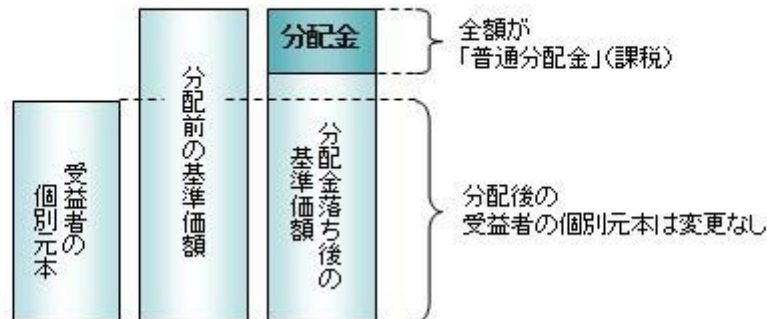 分配金
全額が
「普通分配金」(課税)
受益者の
個別元本
分配前の基準価額
分配金落ち後の
基準価額
分配後の
受益者の個別元本は変更なし